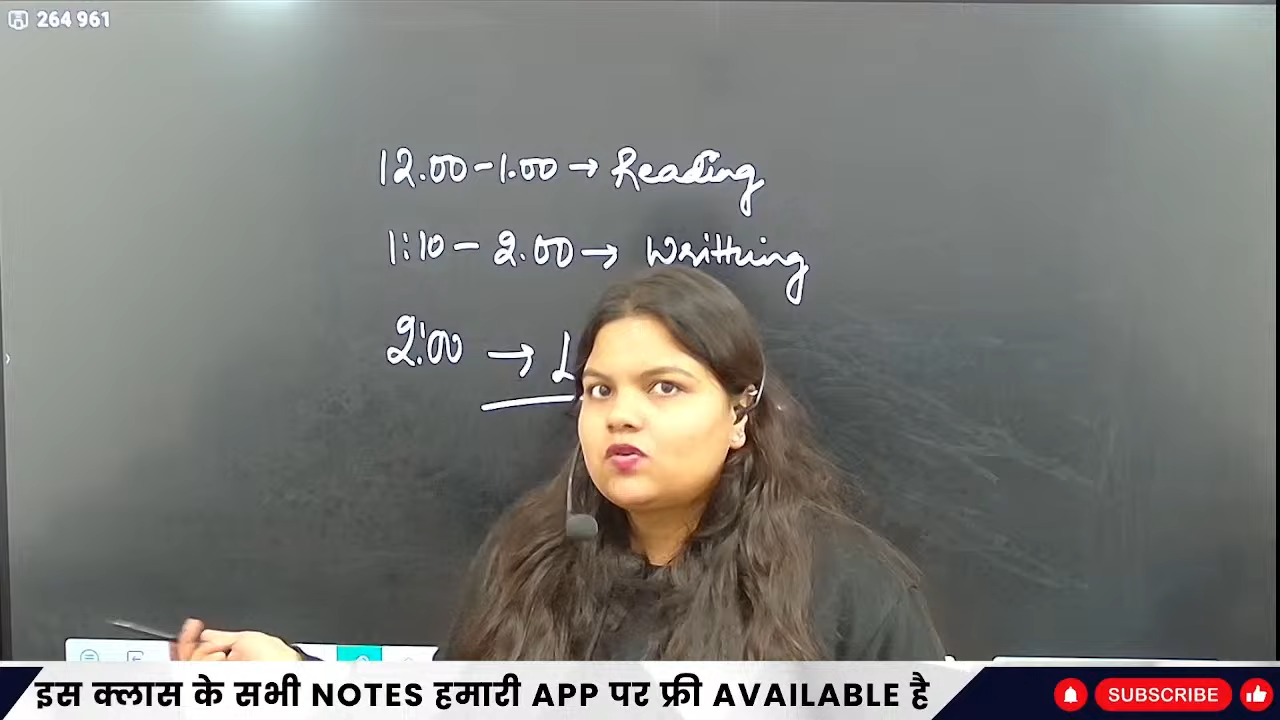 264 961
12.00-1.00 → Reading
1:10 - 2.00 → Writting
2:00 → L
इस क्लास के सभी NOTES हमारी APP पर फ्री AVAILABLE है
SUBSCRIBE